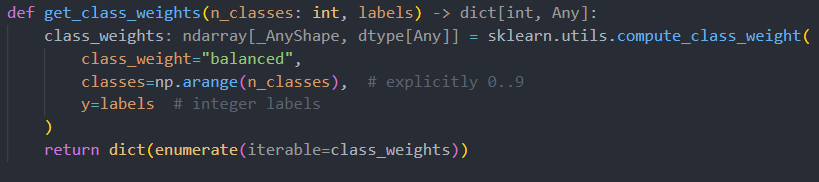 def get_class_weights(n_classes: int, labels) -> dict[int, Any]:
    class_weights: ndarray[_AnyShape, dtype[Any]] = sklearn.utils.compute_class_weight(
        class_weight="balanced",
        classes=np.arange(n_classes),  # explicitly 0..9
        y=labels  # integer labels
    )
    return dict(enumerate(iterable=class_weights))